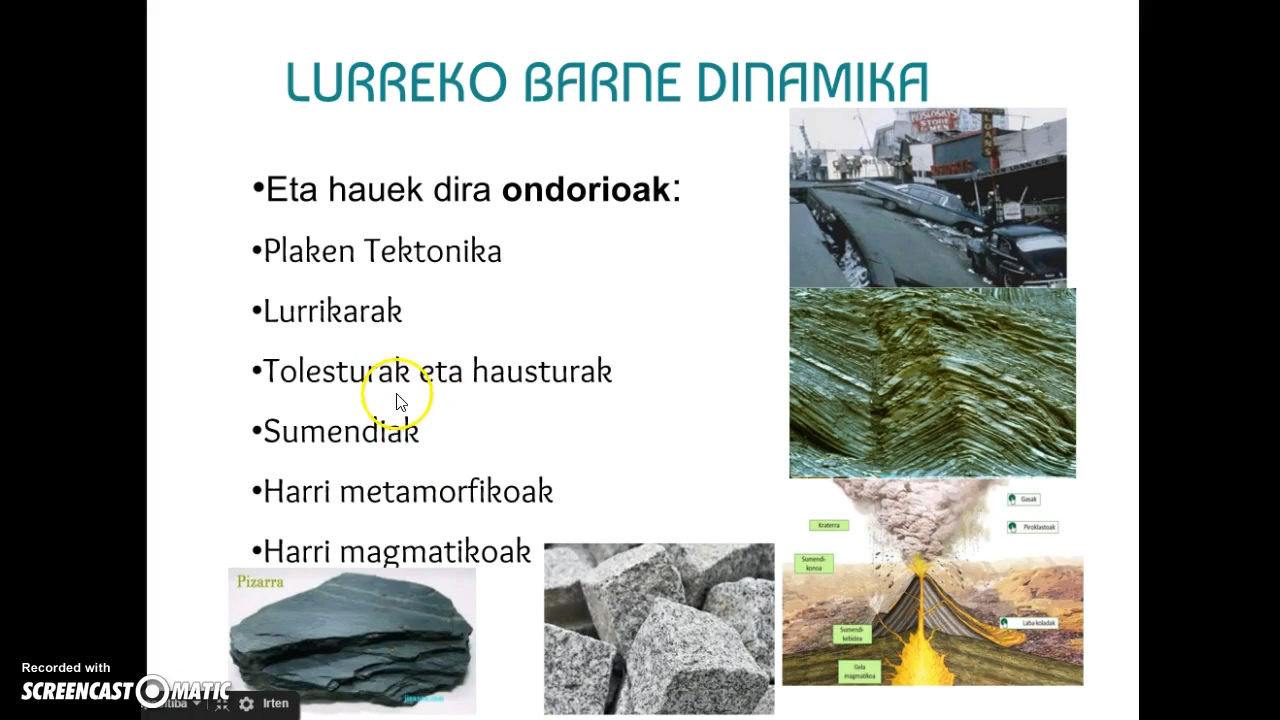 LURREKO BARNE DINAMIKA
•Eta hauek dira ondorioak:
•Plaken Tektonika
•Lurrikarak
•Tolesturak eta hausturak
•Sumendiak
•Harri metamorfikoak
•Harri magmatikoak
LOANS
Gasak
Kraterra
Piroklastoak
Sumendi-
konoa
Sumendi-
Laba koladak
Gela
magmatikoa
Pizarra
Recorded with
SCREENCAST MATIC
Irten